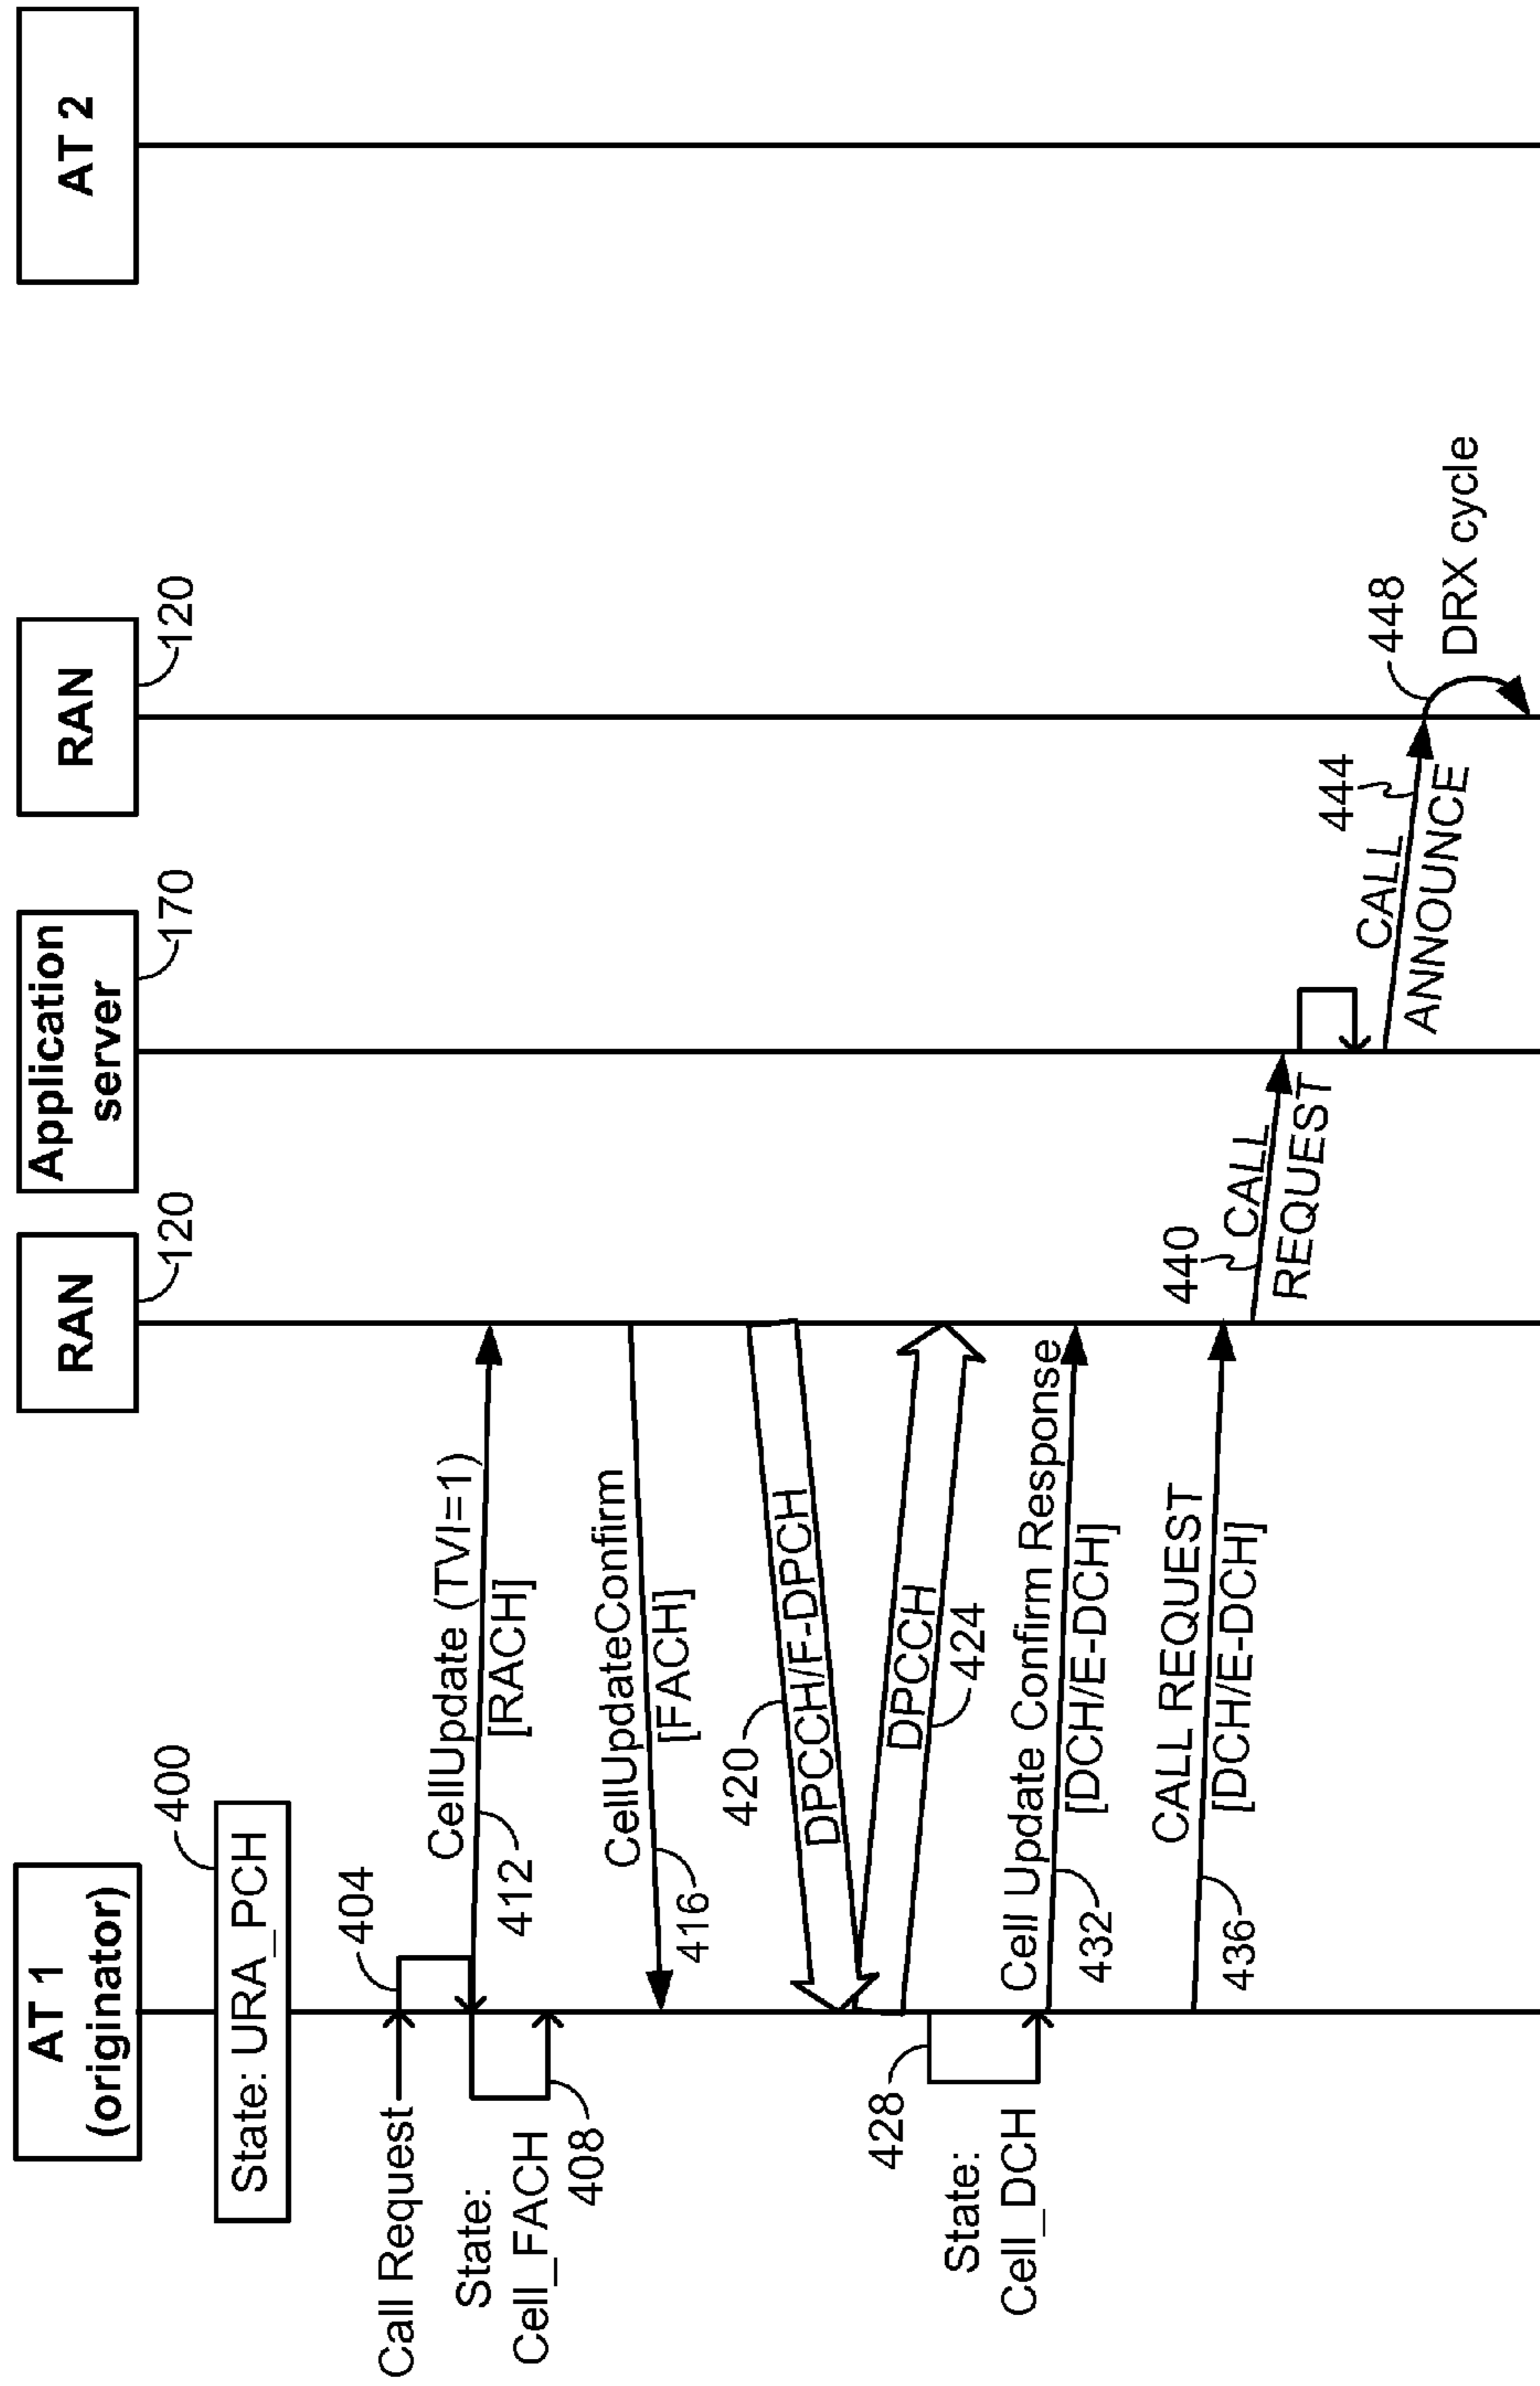 AT 1
(originator)
RAN
120
Application
server
170
RAN
120
AT 2
400
State: URA_PCH
404
Call Request
State:
Cell_FACH
408
CellUpdate (TVI=1)
[RACH]
412
CellUpdateConfirm
[FACH]
416
420
DPCCH/F-DPCH
DPCCH
424
428
State:
Cell_DCH
Cell Update Confirm Response
[DCH/E-DCH]
432
CALL REQUEST
[DCH/E-DCH]
436
440
CALL
REQUEST
444
CALL
ANNOUNCE
448
DRX cycle